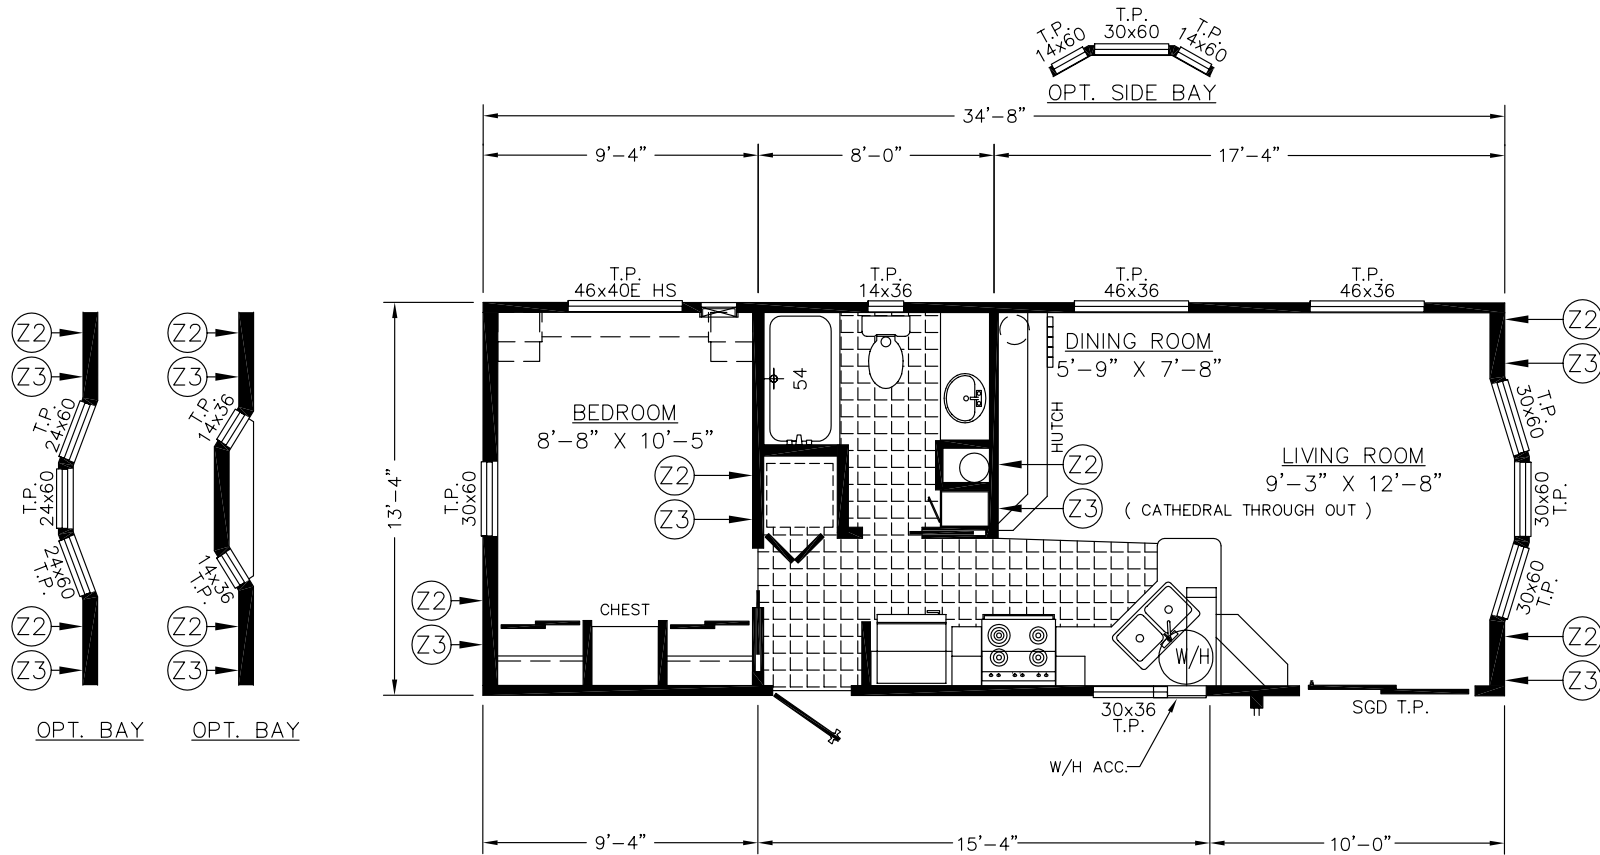 T.P.
14x60
T.P.
30x60
T.P.
14x60
OPT. SIDE BAY
34'-8"
9'-4"
8'-0"
17'-4"
T.P.
46x40E HS
T.P.
14x36
T.P.
46x36
T.P.
46x36
Z2
Z3
T.P.
24x60
T.P.
24x60
24x60
T.P.
Z2
Z3
OPT. BAY
Z2
Z3
T.P.
14x36
14x36
T.P.
Z2
Z3
OPT. BAY
13'-4"
T.P.
30x60
Z2
Z3
BEDROOM
8'-8" X 10'-5"
Z2
Z3
CHEST
54
DINING ROOM
5'-9" X 7'-8"
HUTCH
Z2
Z3
LIVING ROOM
9'-3" X 12'-8"
( CATHEDRAL THROUGH OUT )
Z2
Z3
T.P.
30x60
30x60
T.P.
30x60
T.P.
Z2
Z3
W/H
30x36
T.P.
SGD T.P.
W/H ACC.
9'-4"
15'-4"
10'-0"